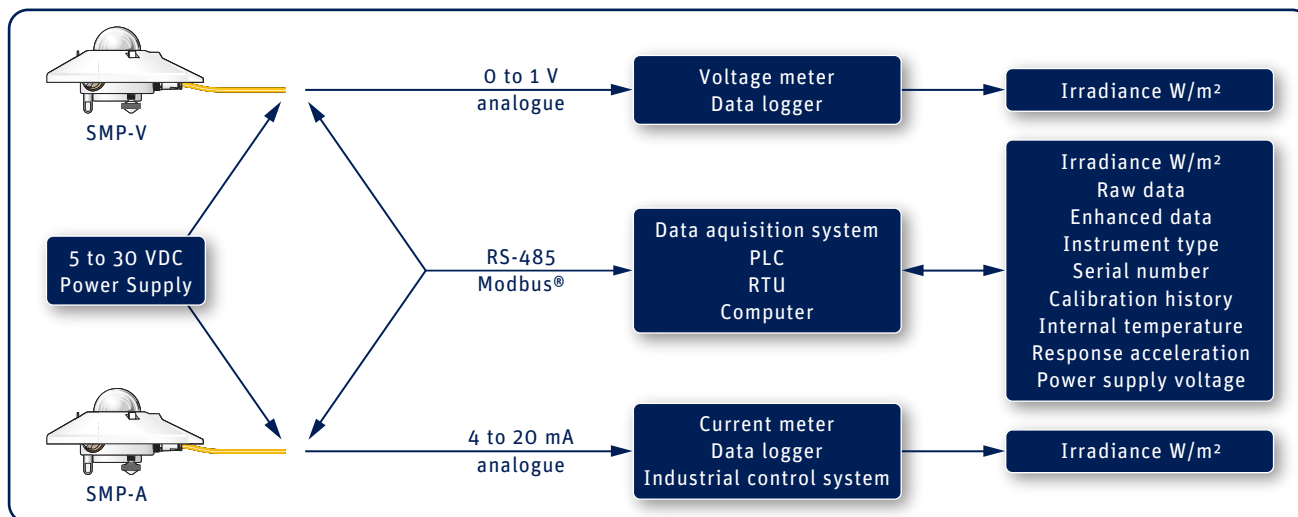 SMP-V
0 to 1 V
analogue
Voltage meter
Data logger
Irradiance W/m²
5 to 30 VDC
Power Supply
RS-485
Modbus®
Data aquisition system
PLC
RTU
Computer
Irradiance W/m²
Raw data
Enhanced data
Instrument type
Serial number
Calibration history
Internal temperature
Response acceleration
Power supply voltage
SMP-A
4 to 20 mA
analogue
Current meter
Data logger
Industrial control system
Irradiance W/m²